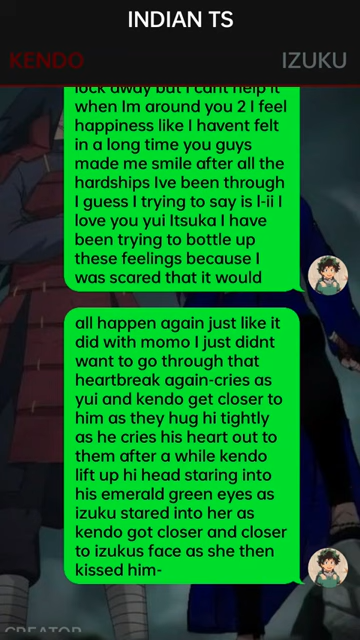 INDIAN TS
KENDO
IZUKU
lock away but I cant help it
when Im around you 2 I feel
happiness like I havent felt
in a long time you guys
made me smile after all the
hardships Ive been through
I guess I trying to say is I-ii I
love you yui Itsuka I have
been trying to bottle up
these feelings because I
was scared that it would
all happen again just like it
did with momo I just didnt
want to go through that
heartbreak again-cries as
yui and kendo get closer to
him as they hug hi tightly
as he cries his heart out to
them after a while kendo
lift up hi head staring into
his emerald green eyes as
izuku stared into her as
kendo got closer and closer
to izukus face as she then
kissed him-
CREATOR